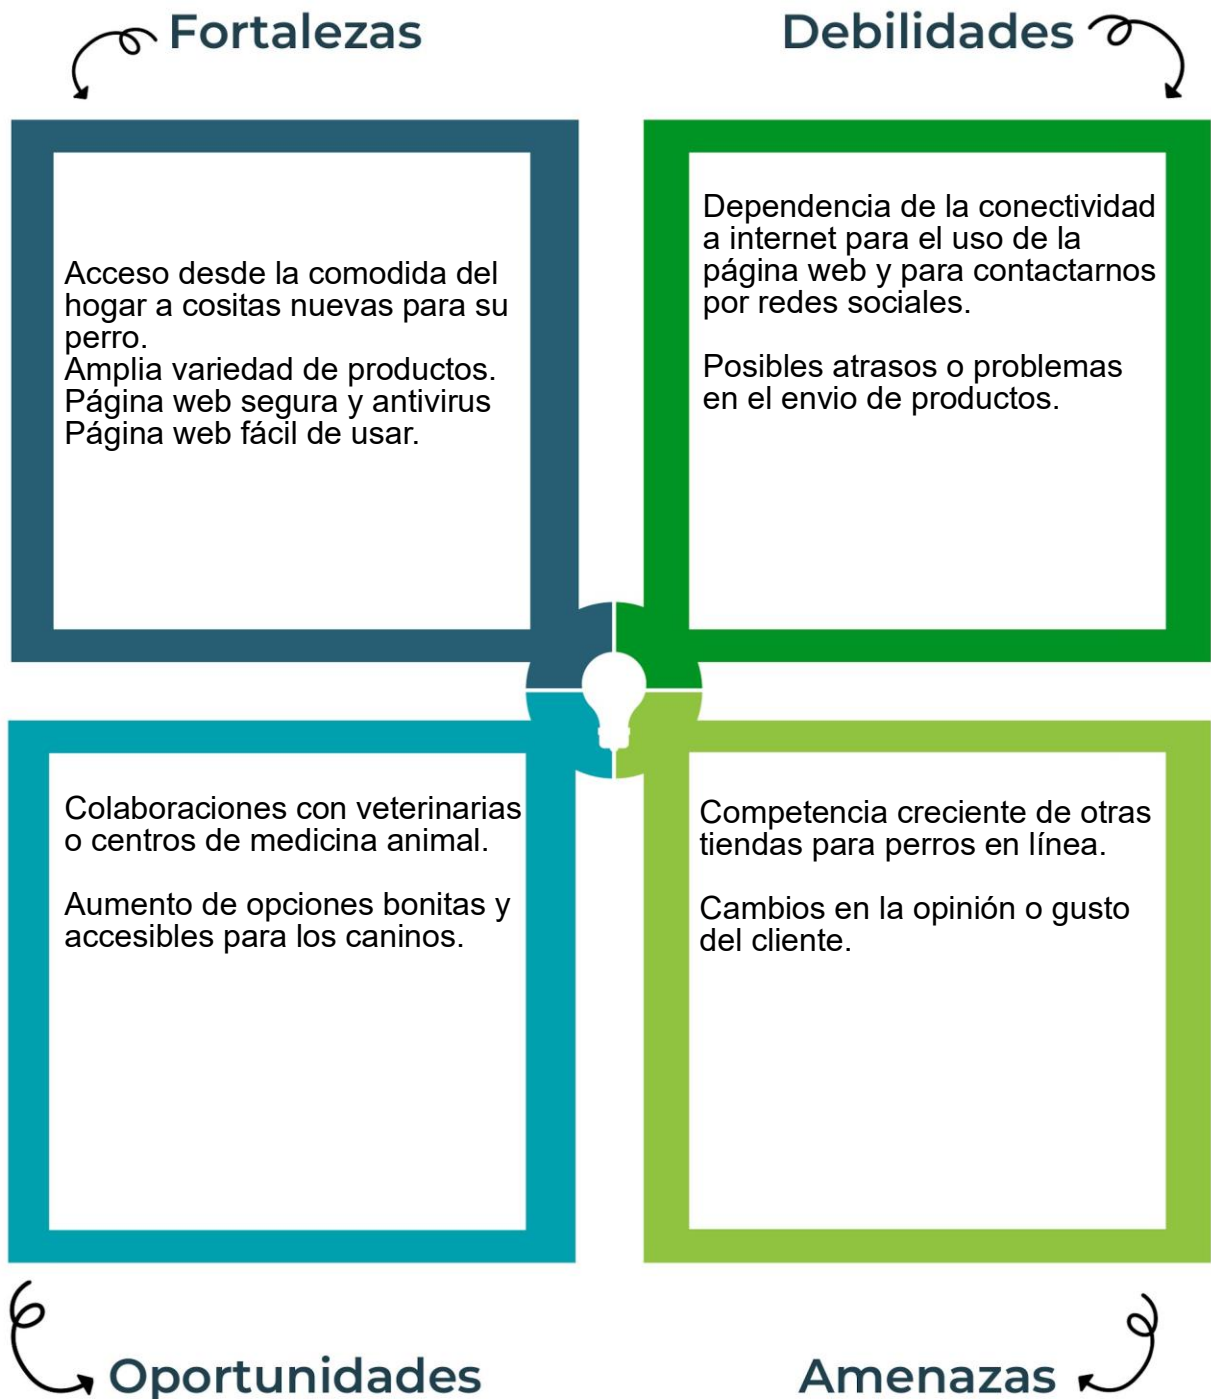 Fortalezas
Debilidades
Acceso desde la comodida del
hogar a cositas nuevas para su
perro.
Amplia variedad de productos.
Página web segura y antivirus
Página web fácil de usar.
Dependencia de la conectividad
a internet para el uso de la
página web y para contactarnos
por redes sociales.
Posibles atrasos o problemas
en el envio de productos.
Colaboraciones con veterinarias
o centros de medicina animal.
Aumento de opciones bonitas y
accesibles para los caninos.
Competencia creciente de otras
tiendas para perros en línea.
Cambios en la opinión o gusto
del cliente.
Oportunidades
Amenazas